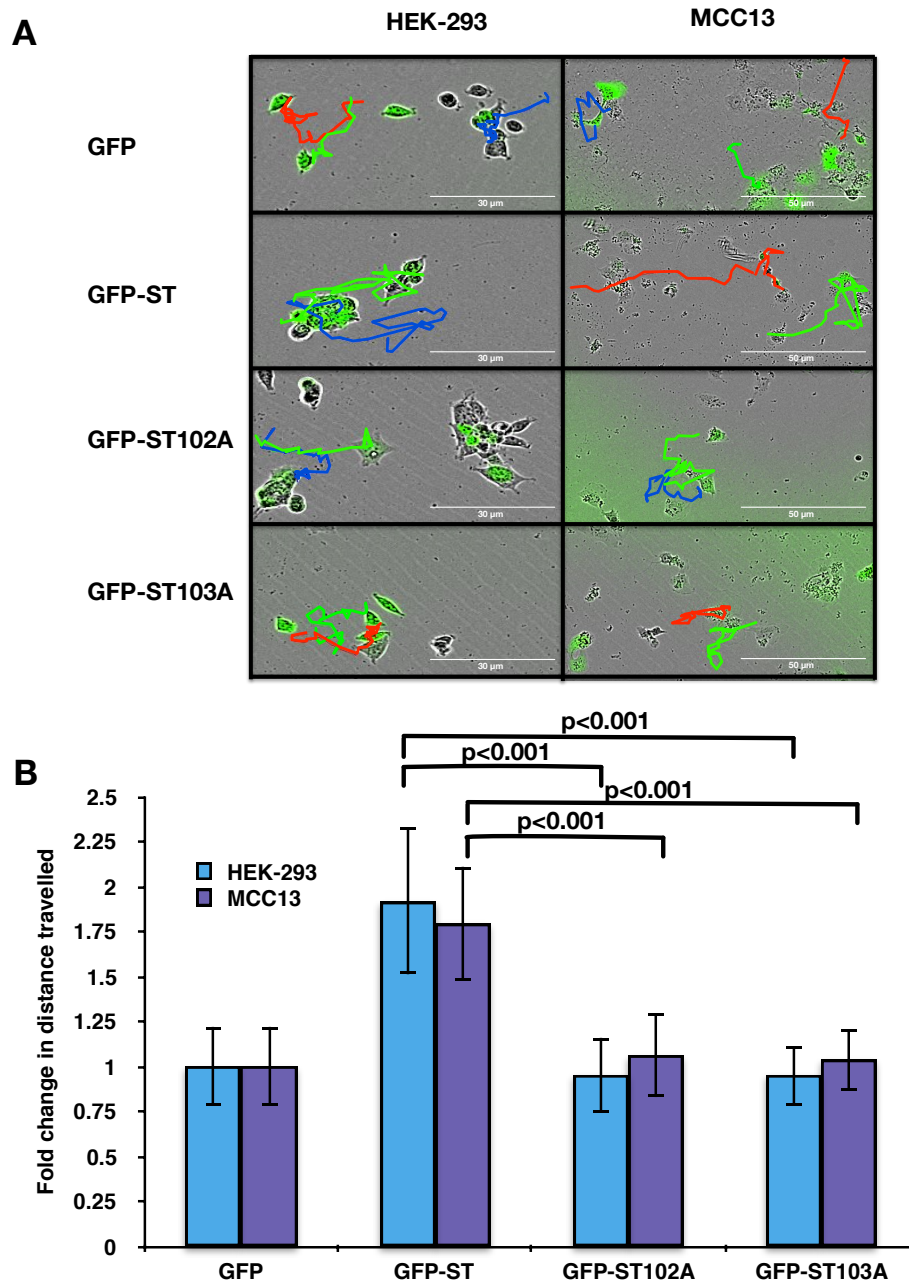 A
HEK-293
MCC13
GFP
30 µm
50 µm
GFP-ST
30 µm
50 µm
GFP-ST102A
30 µm
50 µm
GFP-ST103A
30 µm
50 µm
B
p<0.001
p<0.001
p<0.001
p<0.001
Fold change in distance travelled
2.5
2.25
2
1.75
1.5
1.25
1
0.75
0.5
0.25
0
HEK-293
MCC13
GFP
GFP-ST
GFP-ST102A
GFP-ST103A